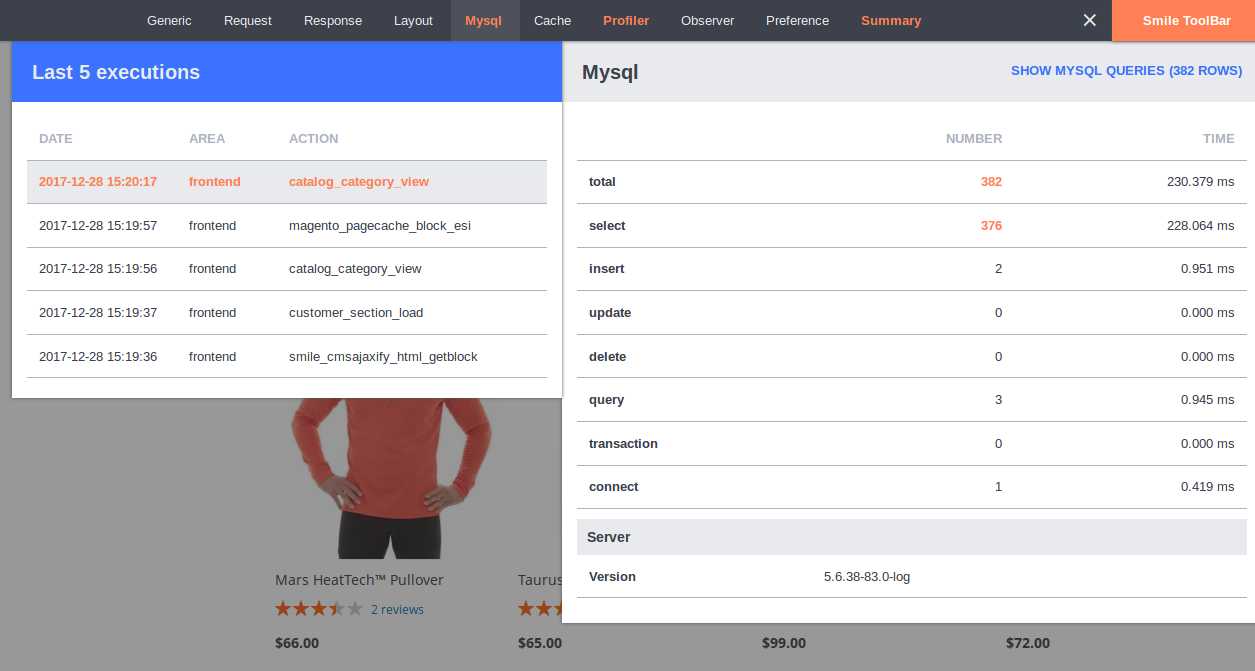 Generic Request Response Layout Mysql Cache Profiler Observer Preference Summary ✕ Smile ToolBar
Last 5 executions
DATE AREA ACTION
2017-12-28 15:20:17 frontend catalog_category_view
2017-12-28 15:19:57 frontend magento_pagecache_block_esi
2017-12-28 15:19:56 frontend catalog_category_view
2017-12-28 15:19:37 frontend customer_section_load
2017-12-28 15:19:36 frontend smile_cmsajaxify_html_getblock
Mysql SHOW MYSQL QUERIES (382 ROWS)
NUMBER TIME
total 382 230.379 ms
select 376 228.064 ms
insert 2 0.951 ms
update 0 0.000 ms
delete 0 0.000 ms
query 3 0.945 ms
transaction 0 0.000 ms
connect 1 0.419 ms
Server
Version 5.6.38-83.0-log
Mars HeatTech™ Pullover Taurus
2 reviews
$66.00 $65.00 $99.00 $72.00